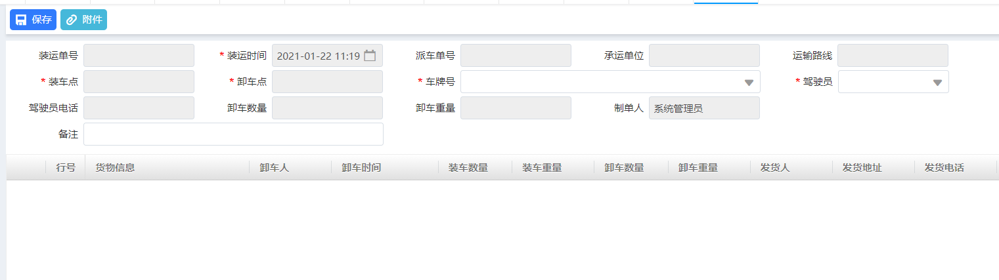 保存 附件
装运单号 * 装运时间 2021-01-22 11:19 派车单号 承运单位 运输路线
* 装车点 * 卸车点 * 车牌号 * 驾驶员
驾驶员电话 卸车数量 卸车重量 制单人 系统管理员
备注
行号 货物信息 卸车人 卸车时间 装车数量 装车重量 卸车数量 卸车重量 发货人 发货地址 发货电话